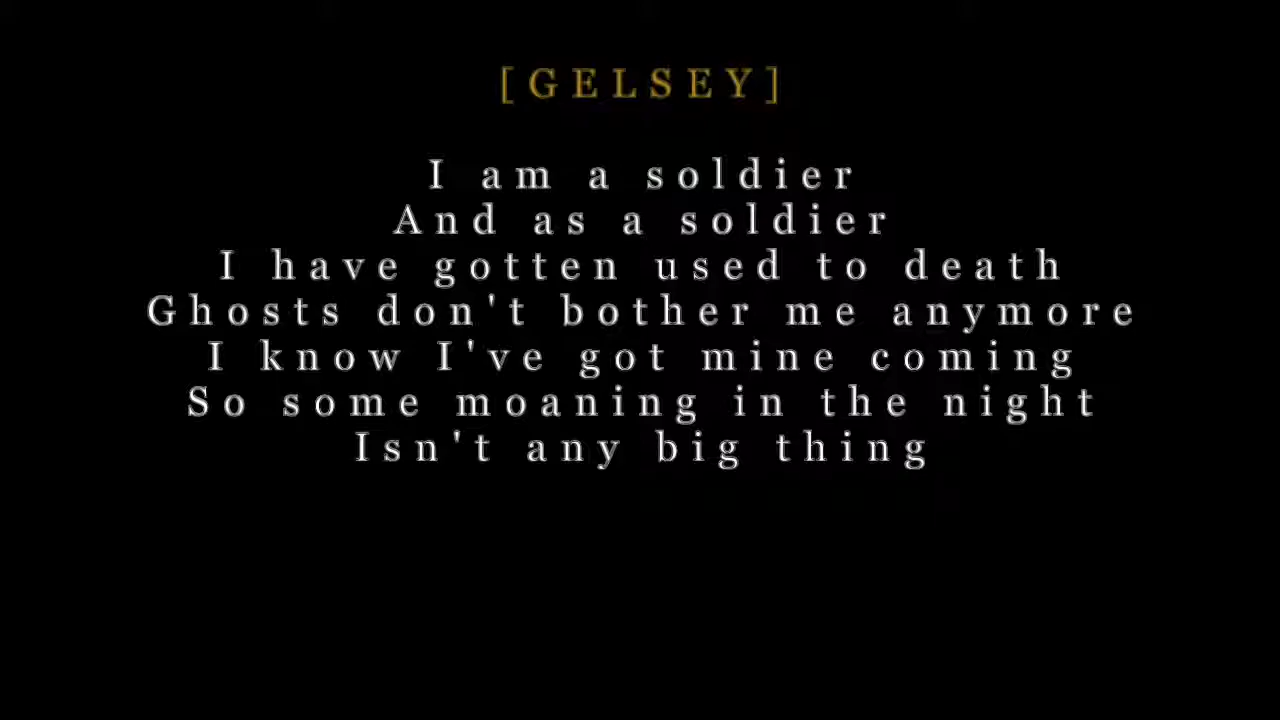 [GELSEY]
I am a soldier
And as a soldier
I have gotten used to death
Ghosts don't bother me anymore
I know I've got mine coming
So some moaning in the night
Isn't any big thing